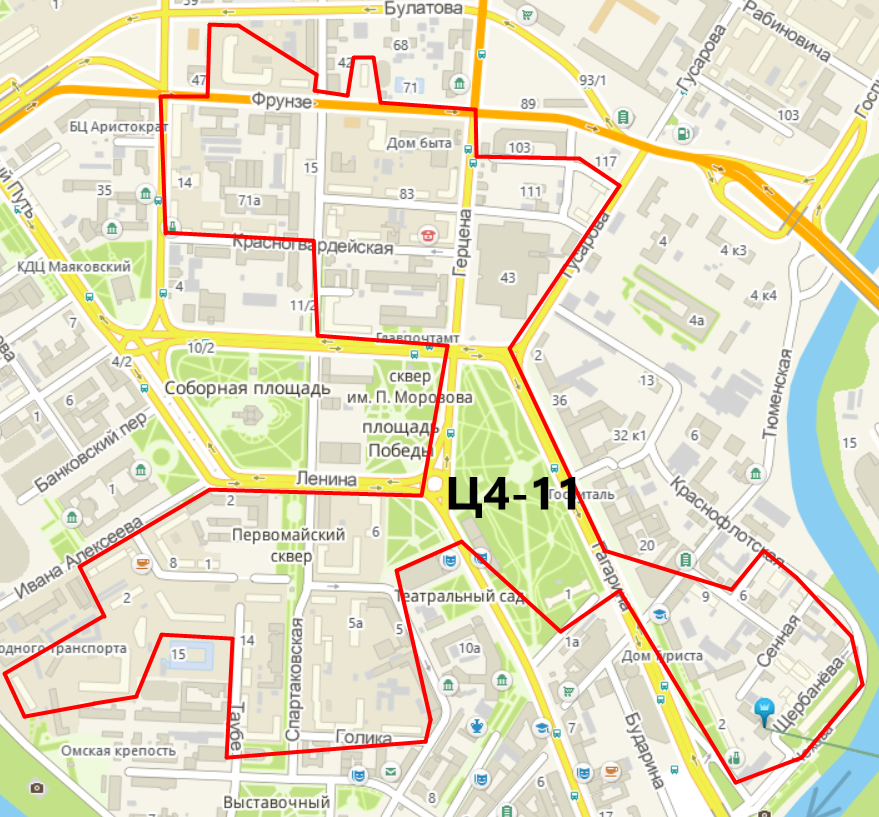 39
Булатова
Рабиновича
1
68
42
47
71
Гусарова
93/1
Фрунзе
89
103
БЦ Аристократ
Дом быта
103
117
15
14
35
71а
83
111
Путь
Красногвардейская
Герцена
4
4 к3
КДЦ Маяковский
43
Гусарова
4
4 к4
11/2
4а
7
Главпочтамт
10/2
2
4/2
сквер
им. П. Морозова
13
Соборная площадь
36
Тюменская
6
1
площадь
Победы
32 к1
6
15
Банковский пер
Ленина
Ц4-11
Госпиталь
2
Краснофлотская
Ивана Алексеева
Первомайский
сквер
6
20
8
1
Гагарина
2
Театральный сад
1
9
6
5а
5
14
1а
Сенная
10а
Дом туриста
15
Спартаковская
Щербанёва
Таубе
2
Голика
7
Бударина
Омская крепость
6
Выставочный
8
17